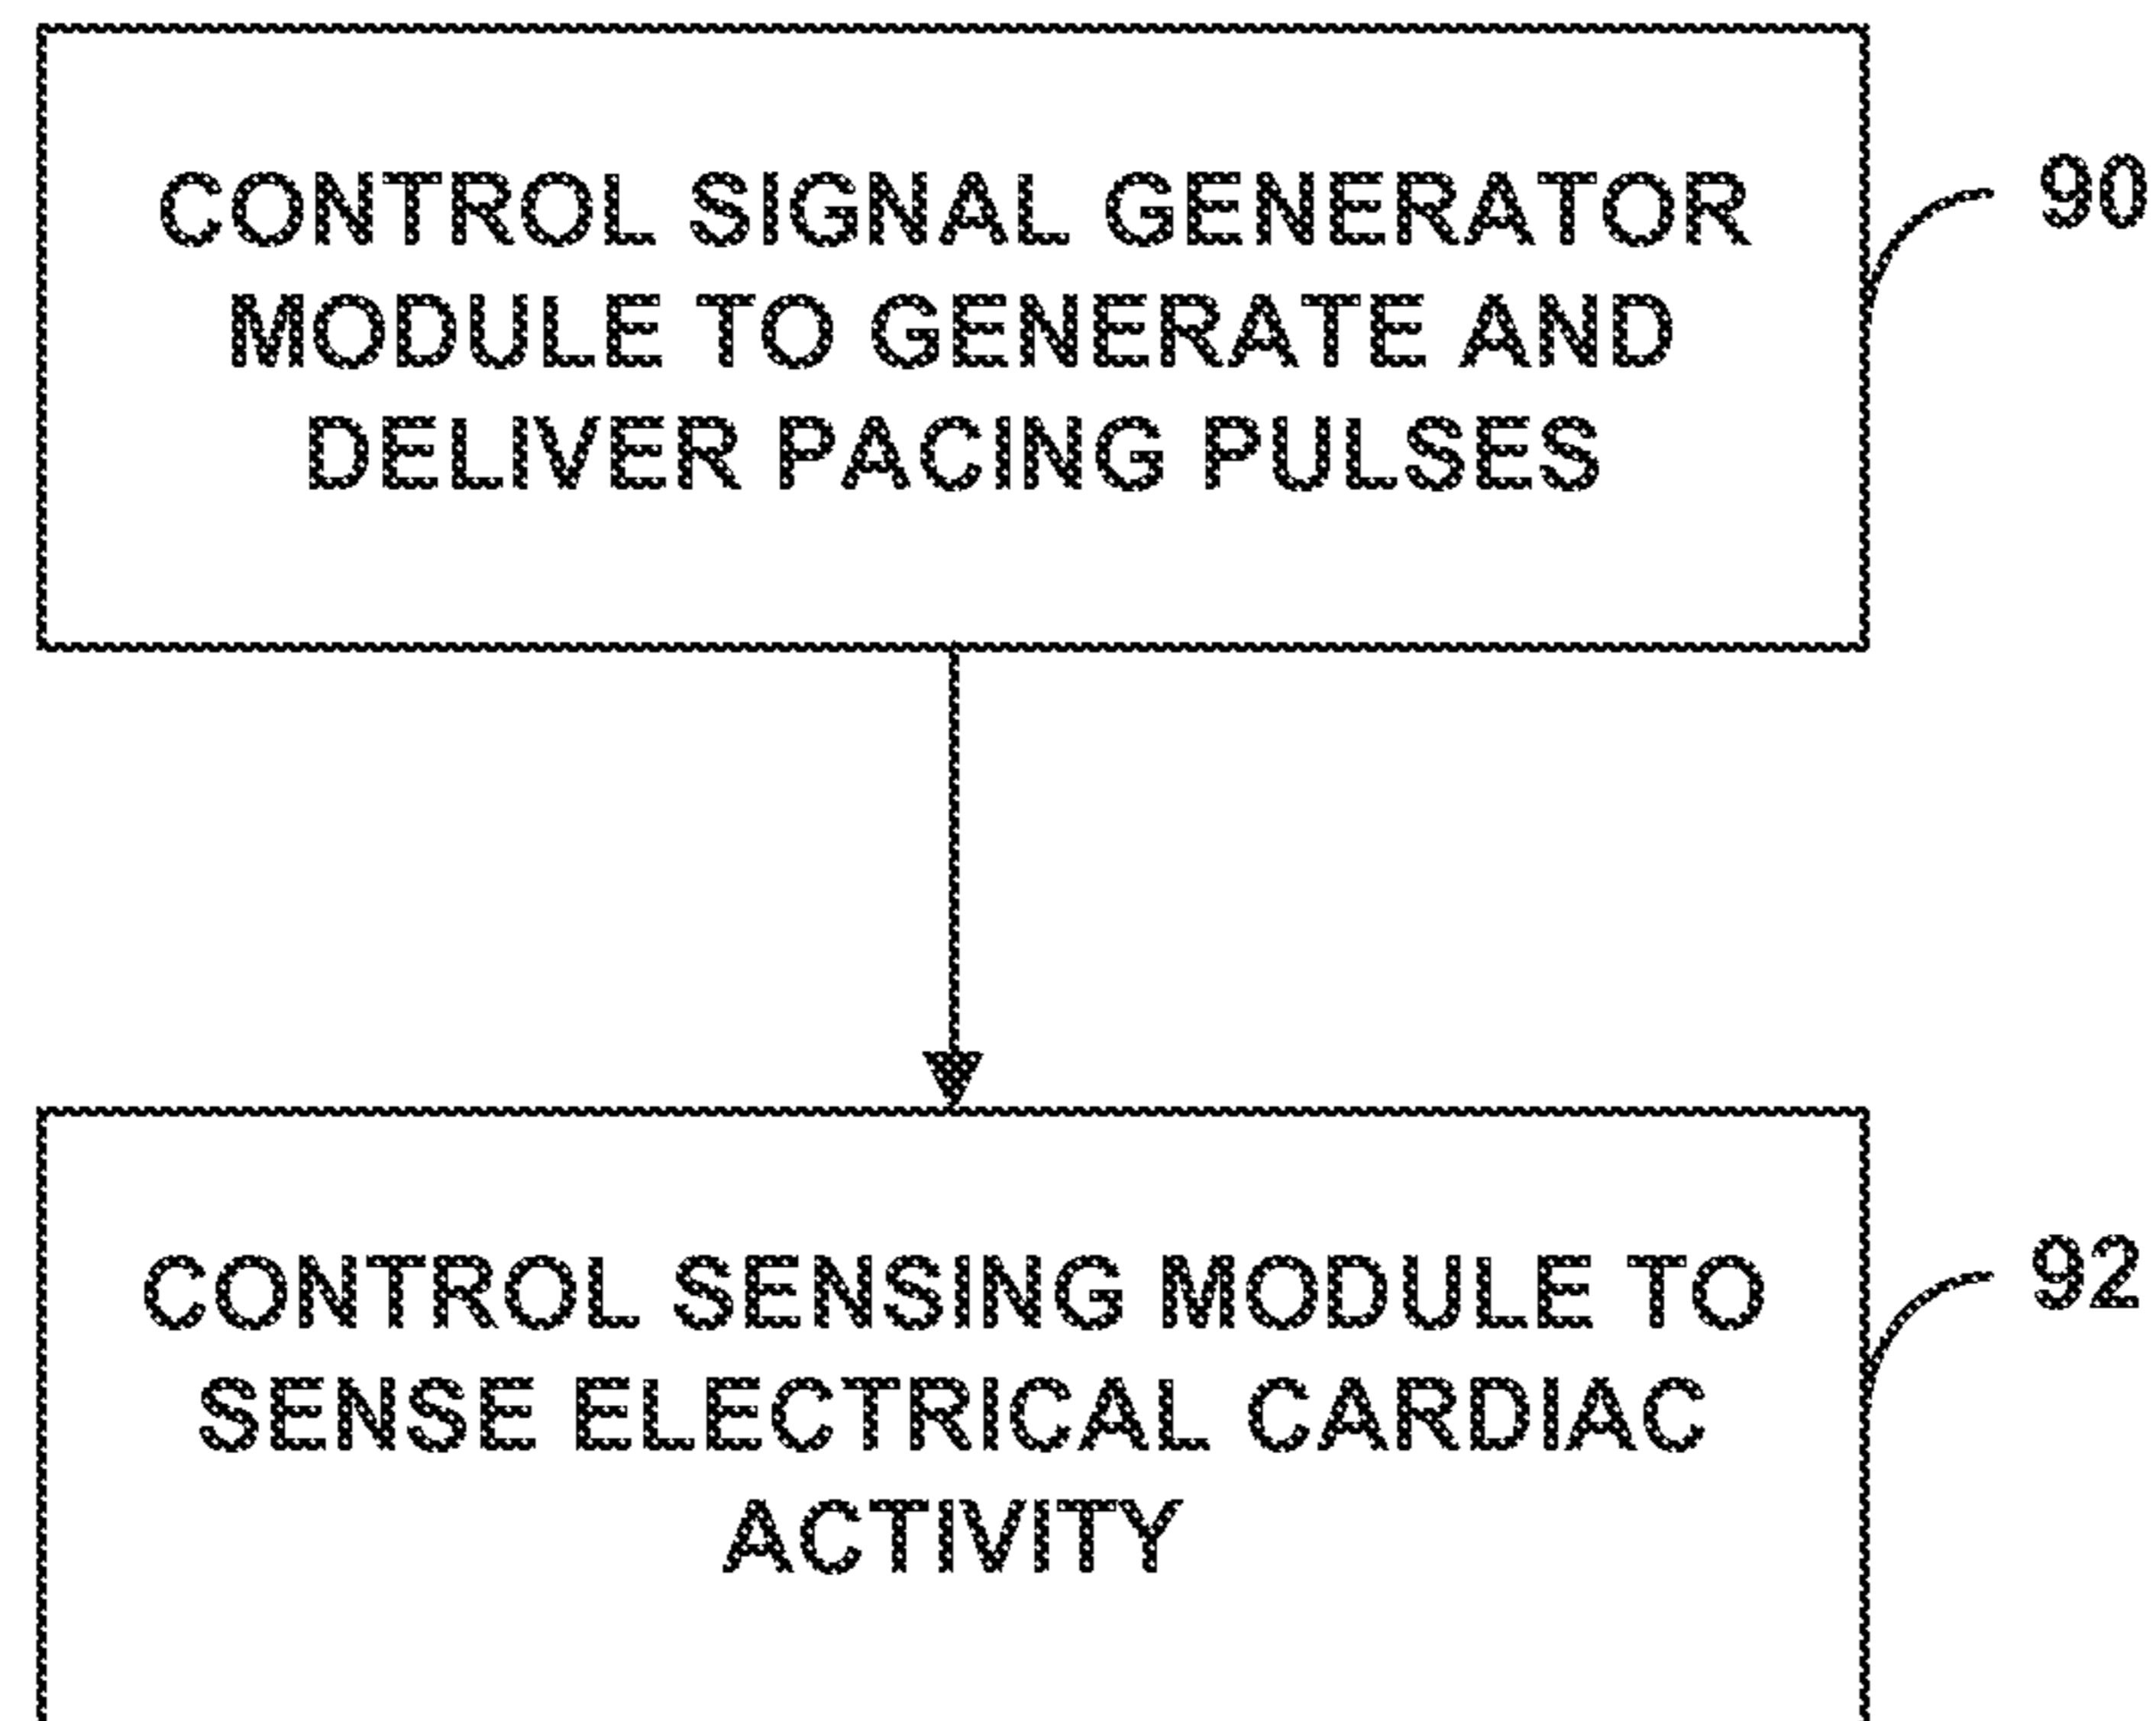 CONTROL SIGNAL GENERATOR
MODULE TO GENERATE AND
DELIVER PACING PULSES
90
CONTROL SENSING MODULE TO
SENSE ELECTRICAL CARDIAC
ACTIVITY
92